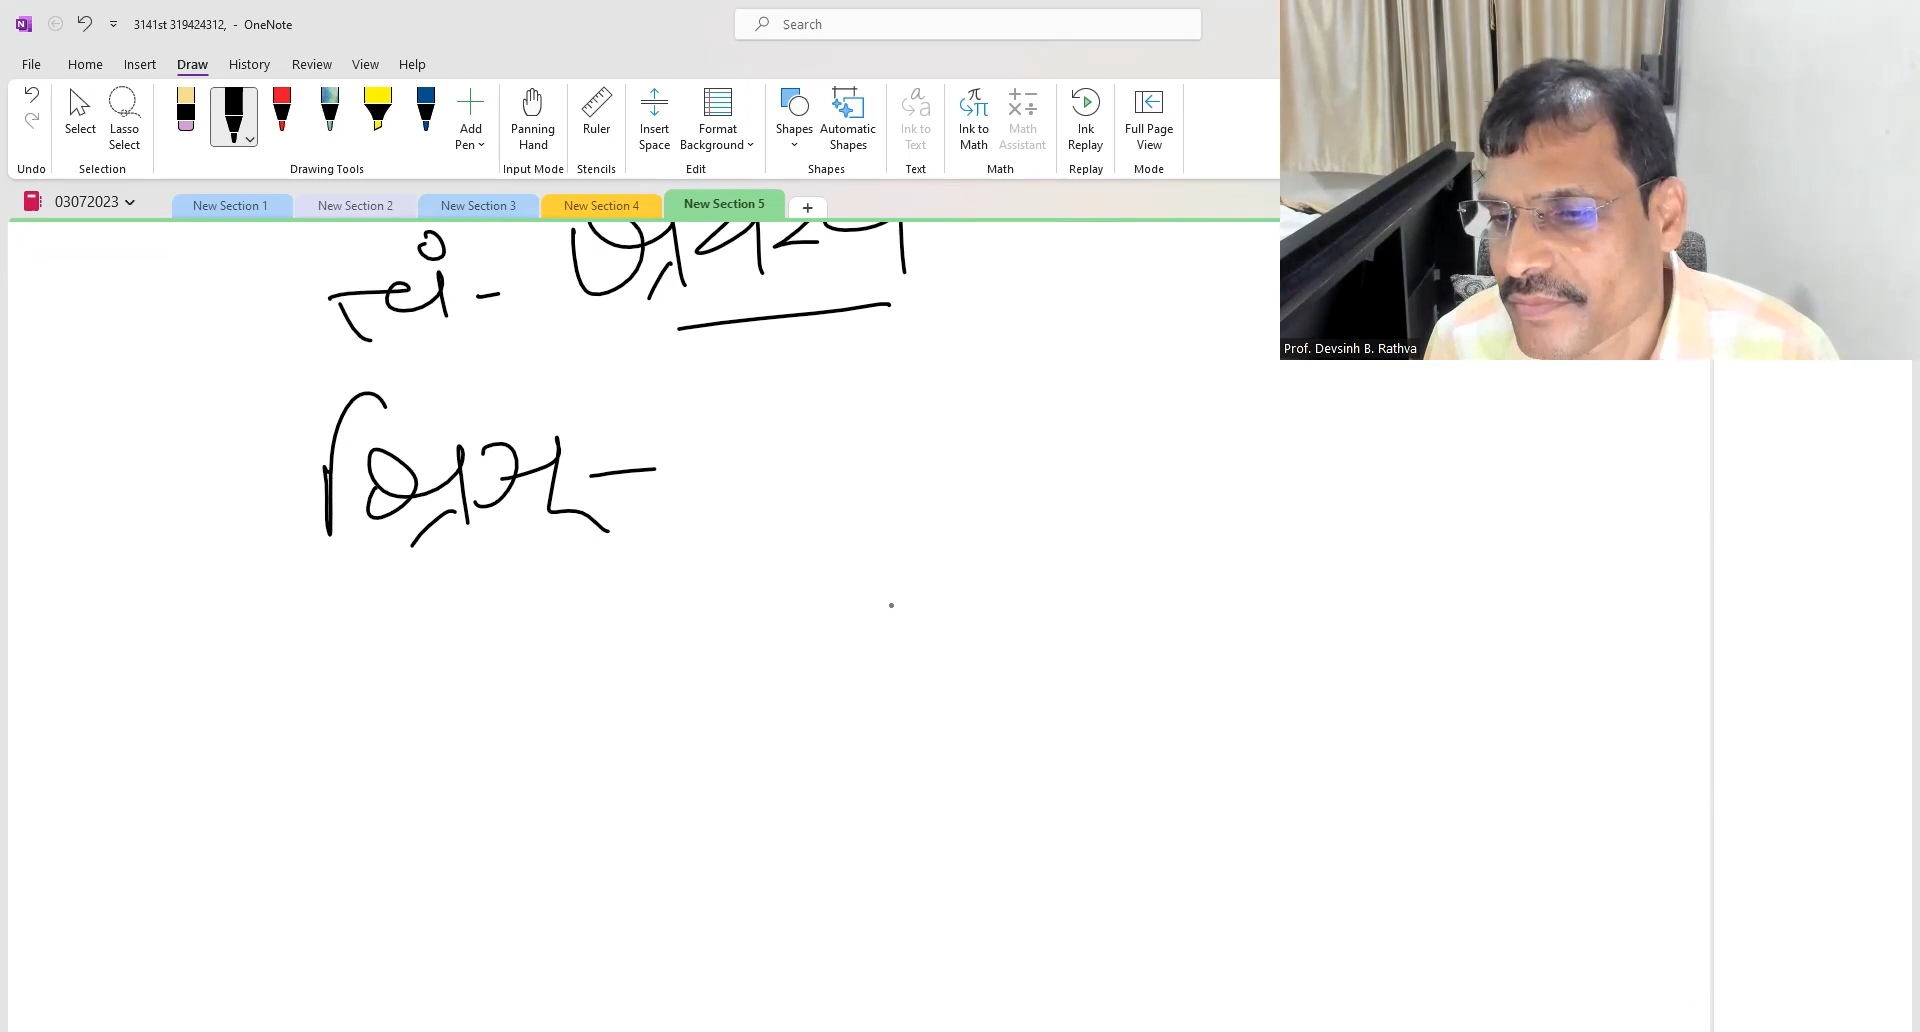 3141st 319424312, - OneNote
Search
File Home Insert Draw History Review View Help
Select
Lasso Select
Add Pen
Panning Hand
Ruler
Insert Space
Format Background
Shapes
Automatic Shapes
Ink to Text
Ink to Math
Math Assistant
Ink Replay
Full Page View
Undo Selection Drawing Tools Input Mode Stencils Edit Shapes Text Math Replay Mode
03072023 New Section 1 New Section 2 New Section 3 New Section 4 New Section 5
Prof. Devsinh B. Rathva